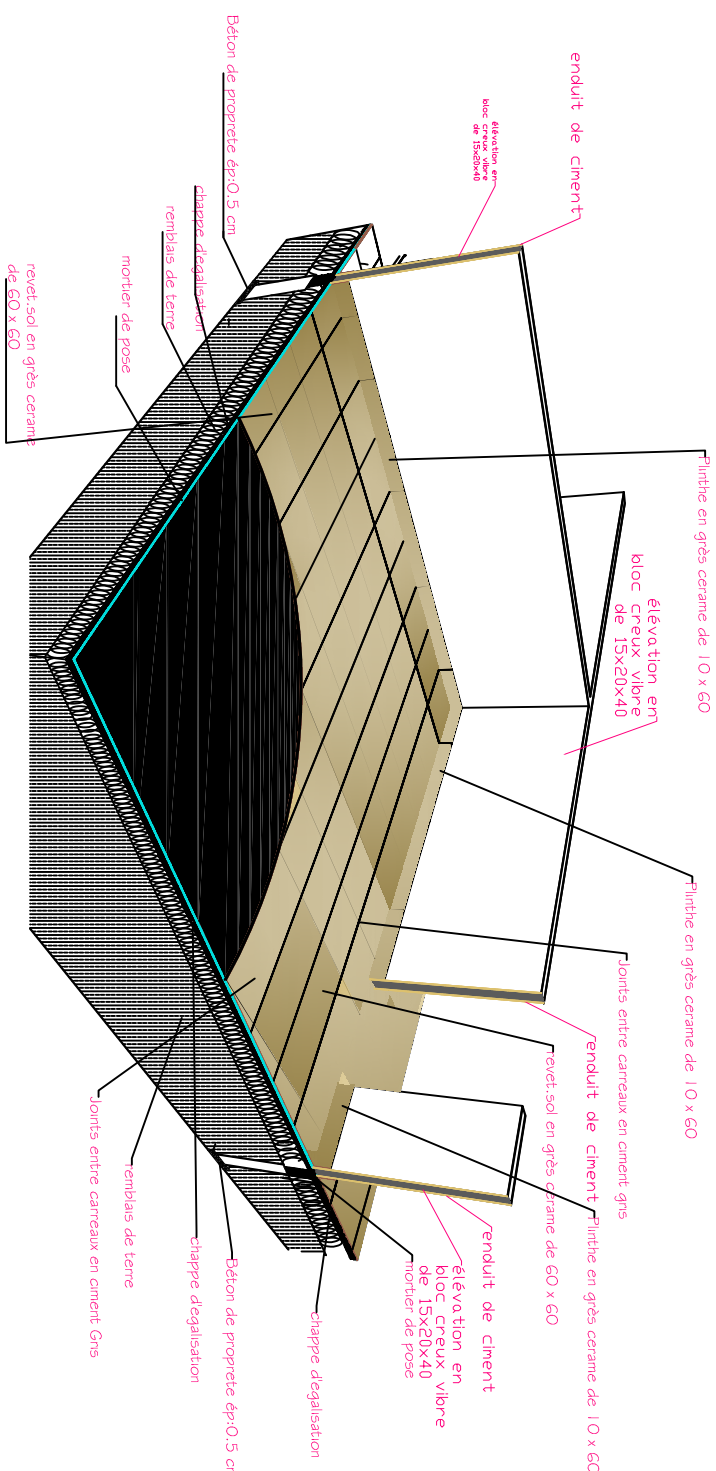 Béton de proprete ép:0.5 cm
chappe d'egalisation
remblais de terre
mortier de pose
revet.sol en grès cerame
de 60 x 60
élévation en
bloc creux vibre
de 15x20x40
enduit de ciment
Plinthe en grès cerame de 10 x 60
élévation en
bloc creux vibre
de 15x20x40
Plinthe en grès cerame de 10 x 60
Joints entre carreaux en ciment gris
enduit de ciment
revet.sol en grès cerame de 60 x 60
Plinthe en grès cerame de 10 x 60
enduit de ciment
élévation en
bloc creux vibre
de 15x20x40
mortier de pose
chappe d'egalisation
Béton de proprete ép:0.5 cm
chappe d'egalisation
remblais de terre
Joints entre carreaux en ciment Gris